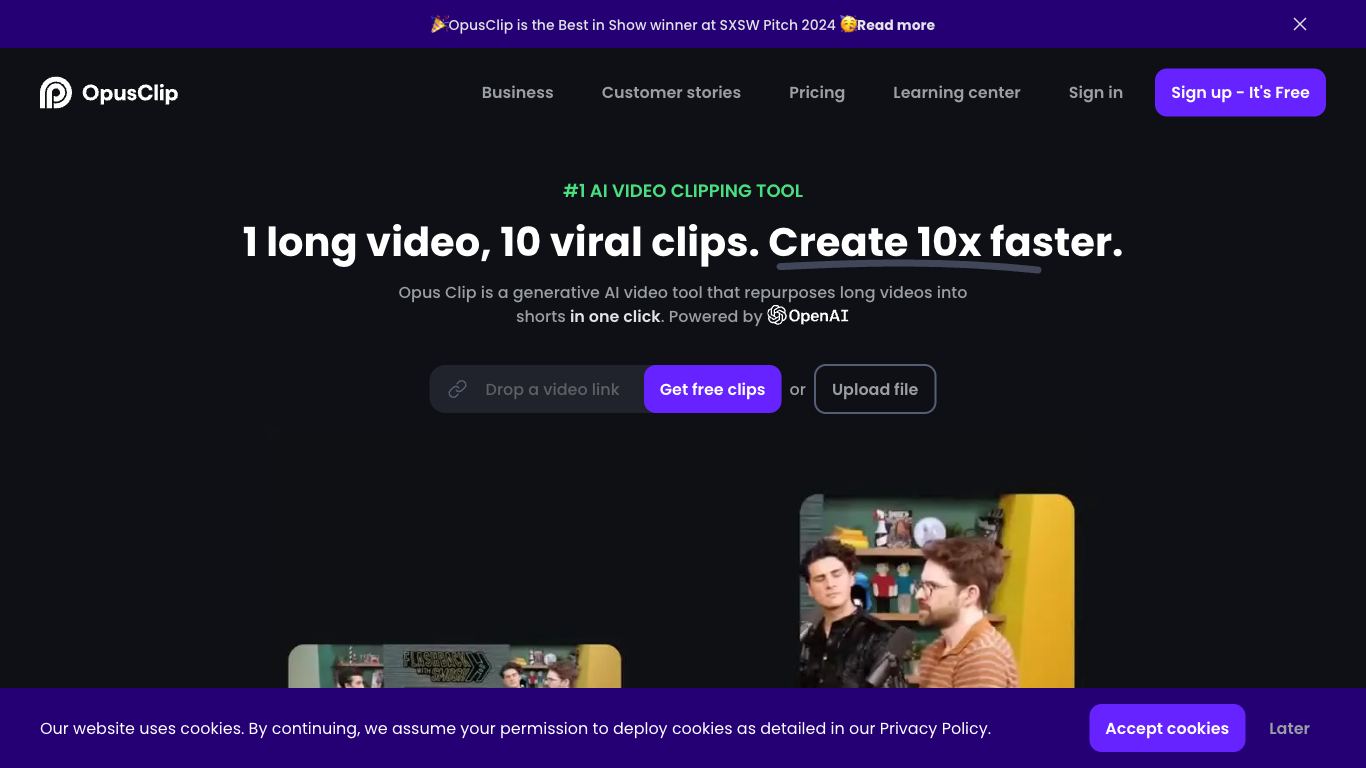 🎉OpusClip is the Best in Show winner at SXSW Pitch 2024 🥳Read more
OpusClip
Business
Customer stories
Pricing
Learning center
Sign in
Sign up - It's Free
#1 AI VIDEO CLIPPING TOOL
1 long video, 10 viral clips. Create 10x faster.
Opus Clip is a generative AI video tool that repurposes long videos into
shorts in one click. Powered by OpenAI
Drop a video link
Get free clips
or
Upload file
FLASHBACK
WITH SMOSH
Our website uses cookies. By continuing, we assume your permission to deploy cookies as detailed in our Privacy Policy.
Accept cookies
Later